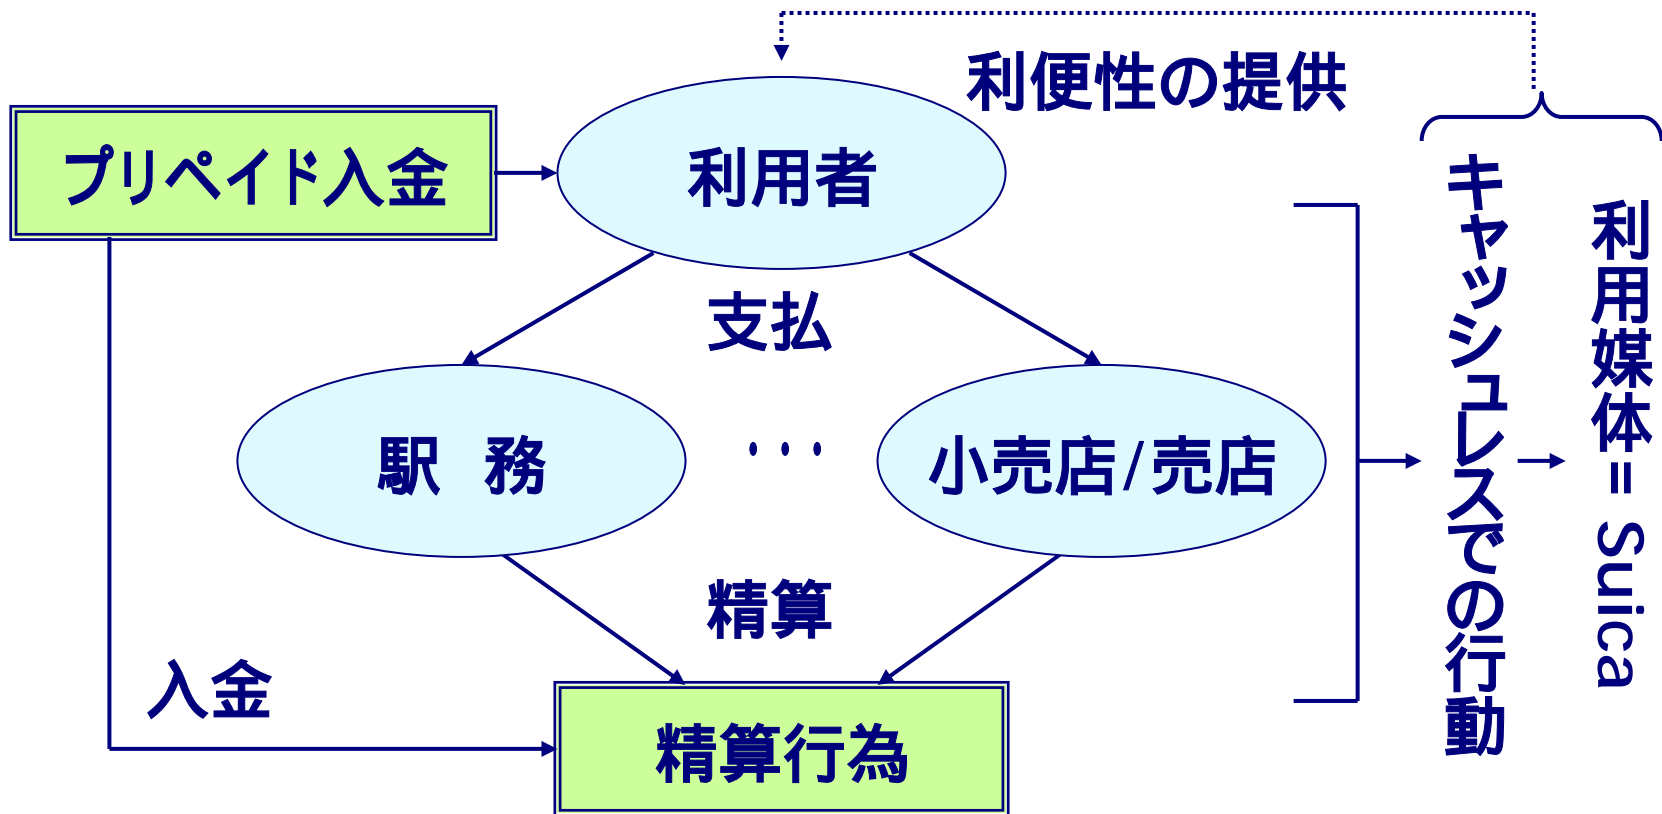 利便性の提供
プリペイド入金
利用者
支払
駅　務
・・・
小売店/売店
精算
入金
精算行為
キャッシュレスでの行動
利用媒体= Suica